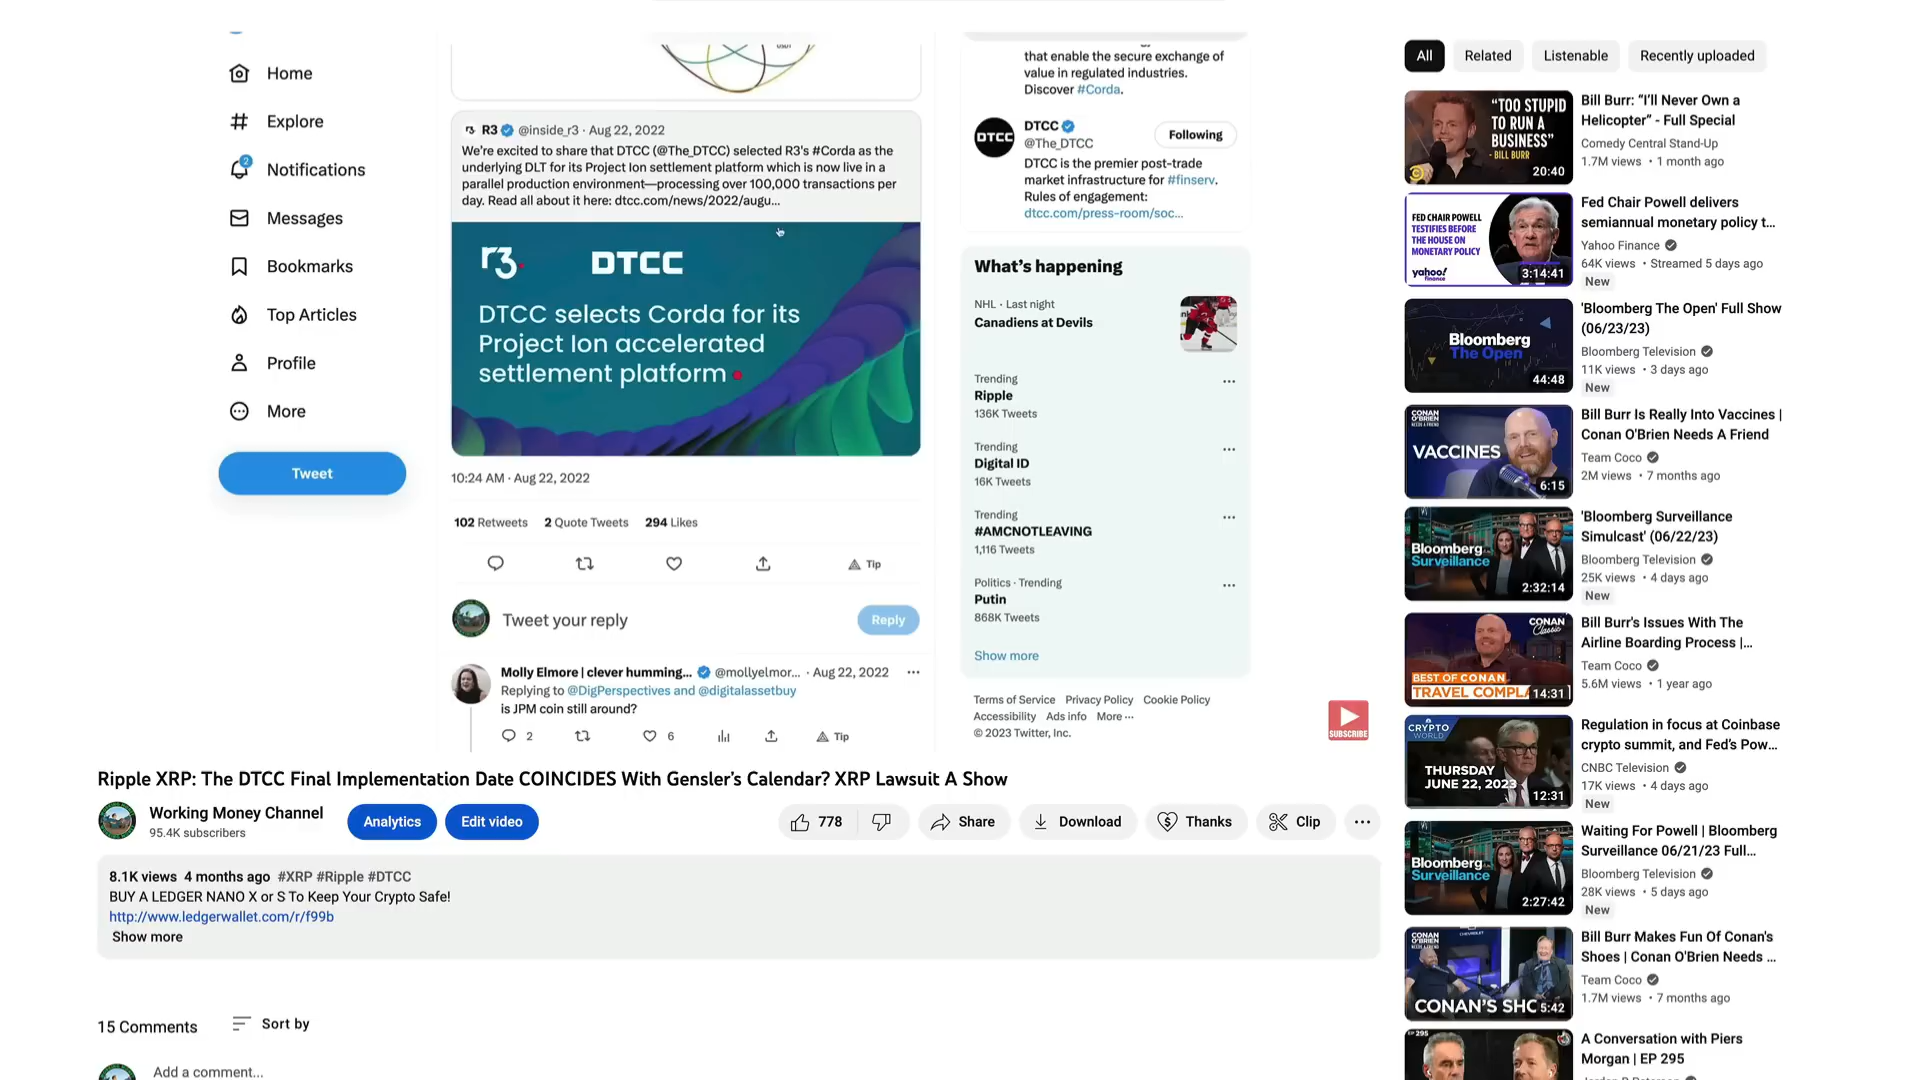 Home
Explore
2
Notifications
Messages
Bookmarks
Top Articles
Profile
More
Tweet
R3 @inside_r3 · Aug 22, 2022
We're excited to share that DTCC (@The_DTCC) selected R3's #Corda as the
underlying DLT for its Project Ion settlement platform which is now live in a
parallel production environment—processing over 100,000 transactions per
day. Read all about it here: dtcc.com/news/2022/augu...
r3. DTCC
DTCC selects Corda for its
Project Ion accelerated
settlement platform
10:24 AM · Aug 22, 2022
102 Retweets 2 Quote Tweets 294 Likes
Tip
Tweet your reply
Reply
Molly Elmore | clever humming... @mollyelmor... · Aug 22, 2022
Replying to @DigPerspectives and @digitalassetbuy
is JPM coin still around?
2 6 Tip
that enable the secure exchange of
value in regulated industries.
Discover #Corda.
DTCC
DTCC
@The_DTCC
Following
DTCC is the premier post-trade
market infrastructure for #finserv.
Rules of engagement:
dtcc.com/press-room/soc...
What's happening
NHL · Last night
Canadiens at Devils
Trending
Ripple
136K Tweets
Trending
Digital ID
16K Tweets
Trending
#AMCNOTLEAVING
1,116 Tweets
Politics · Trending
Putin
868K Tweets
Show more
Terms of Service Privacy Policy Cookie Policy
Accessibility Ads info More ···
© 2023 Twitter, Inc.
SUBSCRIBE
Ripple XRP: The DTCC Final Implementation Date COINCIDES With Gensler's Calendar? XRP Lawsuit A Show
Working Money Channel
95.4K subscribers
Analytics
Edit video
778
Share
Download
Thanks
Clip
8.1K views 4 months ago #XRP #Ripple #DTCC
BUY A LEDGER NANO X or S To Keep Your Crypto Safe!
http://www.ledgerwallet.com/r/f99b
Show more
15 Comments
Sort by
Add a comment...
All
Related
Listenable
Recently uploaded
"TOO STUPID
TO RUN A
BUSINESS"
- BILL BURR
20:40
Bill Burr: "I'll Never Own a
Helicopter" - Full Special
Comedy Central Stand-Up
1.7M views • 1 month ago
FED CHAIR POWELL
TESTIFIES BEFORE
THE HOUSE ON
MONETARY POLICY
yahoo!
finance
3:14:41
Fed Chair Powell delivers
semiannual monetary policy t...
Yahoo Finance
64K views • Streamed 5 days ago
New
Bloomberg
The Open
44:48
'Bloomberg The Open' Full Show
(06/23/23)
Bloomberg Television
11K views • 3 days ago
New
CONAN
O'BRIEN
NEEDS A FRIEND
VACCINES
6:15
Bill Burr Is Really Into Vaccines |
Conan O'Brien Needs A Friend
Team Coco
2M views • 7 months ago
Bloomberg
Surveillance
2:32:14
'Bloomberg Surveillance
Simulcast' (06/22/23)
Bloomberg Television
25K views • 4 days ago
New
CONAN
Classic
BEST OF CONAN
TRAVEL COMPLA
14:31
Bill Burr's Issues With The
Airline Boarding Process |...
Team Coco
5.6M views • 1 year ago
CRYPTO
WORLD
THURSDAY
JUNE 22, 2023
12:31
Regulation in focus at Coinbase
crypto summit, and Fed's Pow...
CNBC Television
17K views • 4 days ago
New
Bloomberg
Surveillance
2:27:42
Waiting For Powell | Bloomberg
Surveillance 06/21/23 Full...
Bloomberg Television
28K views • 5 days ago
New
CONAN
O'BRIEN
NEEDS A FRIEND
CHEVROLET
CONAN'S SHO
5:42
Bill Burr Makes Fun Of Conan's
Shoes | Conan O'Brien Needs ...
Team Coco
1.7M views • 7 months ago
EP 295
A Conversation with Piers
Morgan | EP 295